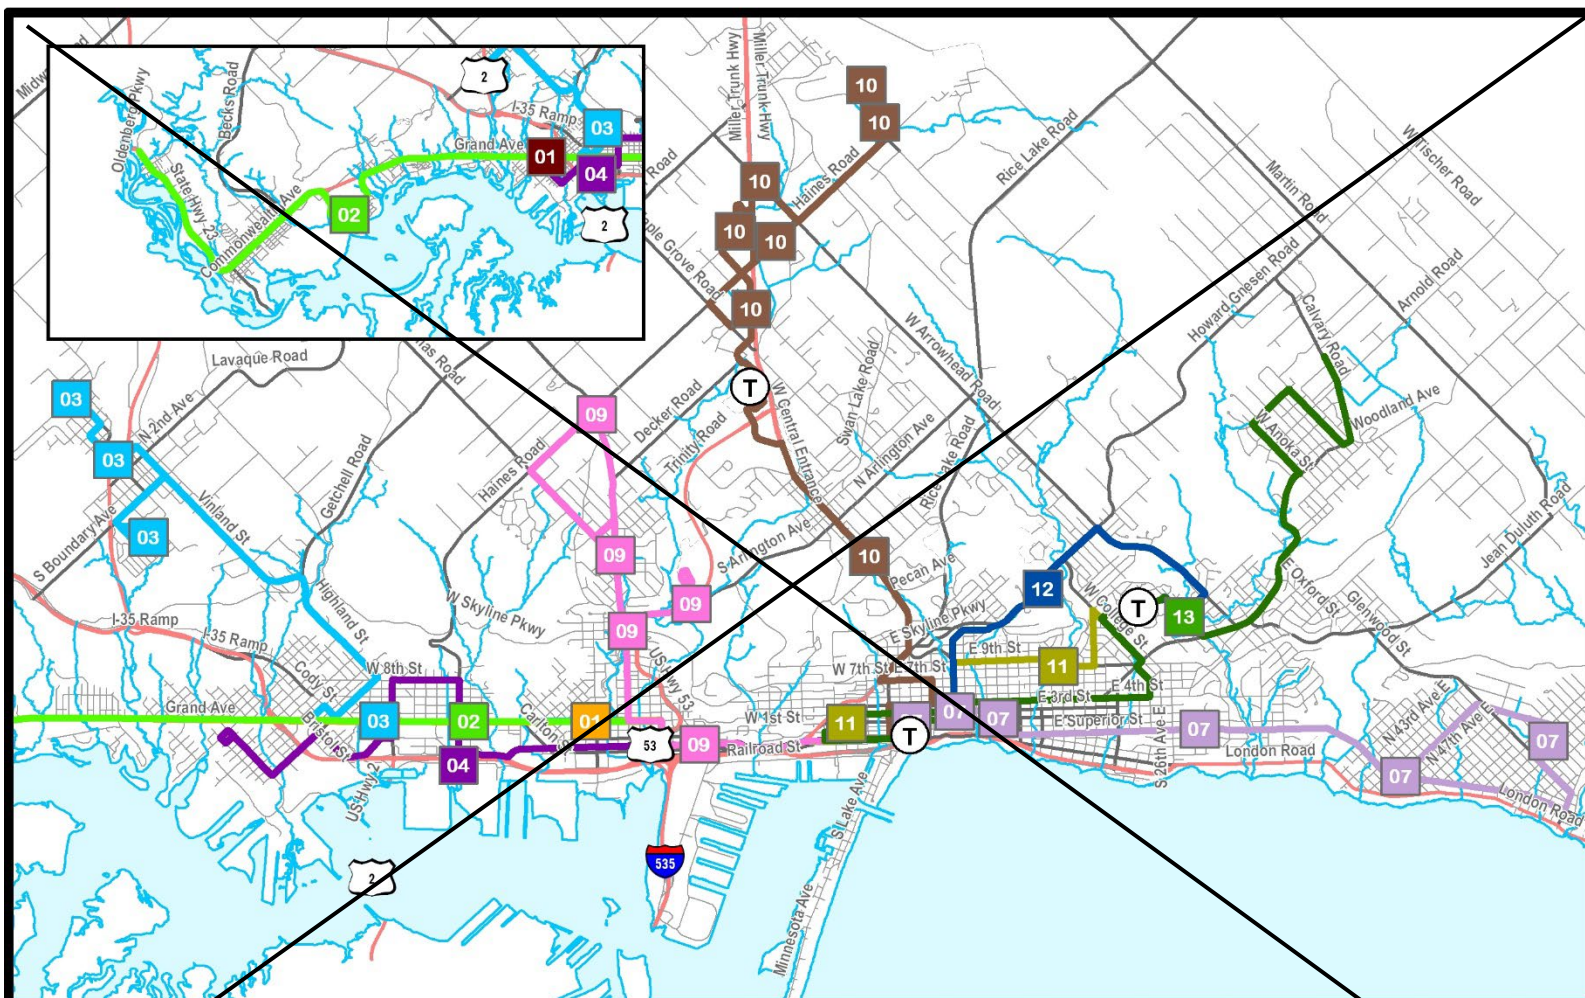 Oldenberg Pkwy
Becks Road
2
I-35 Ramp
03
Grand Ave
01
04
State Hwy 23
Commonwealth Ave
02
2
Miller Trunk Hwy
Miller Trunk Hwy
10
10
Rice Lake Road
W Tischer Road
Road
10
Haines Road
Martin Road
10
10
Maple Grove Road
Howard Gnesen Road
Arnold Road
10
Calvary Road
W Arrowhead Road
Lavaque Road
Road
03
N 2nd Ave
09
Decker Road
T
W Central Entrance
Swan Lake Road
Woodland Ave
W Anoka St
03
Getchell Road
Haines Road
Trinity Road
N Arlington Ave
Rice Lake Road
Vinland St
S Boundary Ave
03
09
S Arlington Ave
10
Pecan Ave
Jean Duluth Road
Highland St
W Skyline Pkwy
09
12
W College St
T
13
E Oxford St
Glenwood St
I-35 Ramp
I-35 Ramp
09
E Skyline Pkwy
E 9th St
Cody St
W 8th St
US Hwy 53
W 7th St
E 7th St
11
E 4th St
E 3rd St
Grand Ave
Bristol St
03
02
Carlton
01
W 1st St
11
07
07
E Superior St
07
N 43rd Ave E
N 47th Ave E
07
53
09
Railroad St
T
S 26th Ave E
London Road
04
US Hwy 2
07
London Road
S Lake Ave
535
2
Minnesota Ave